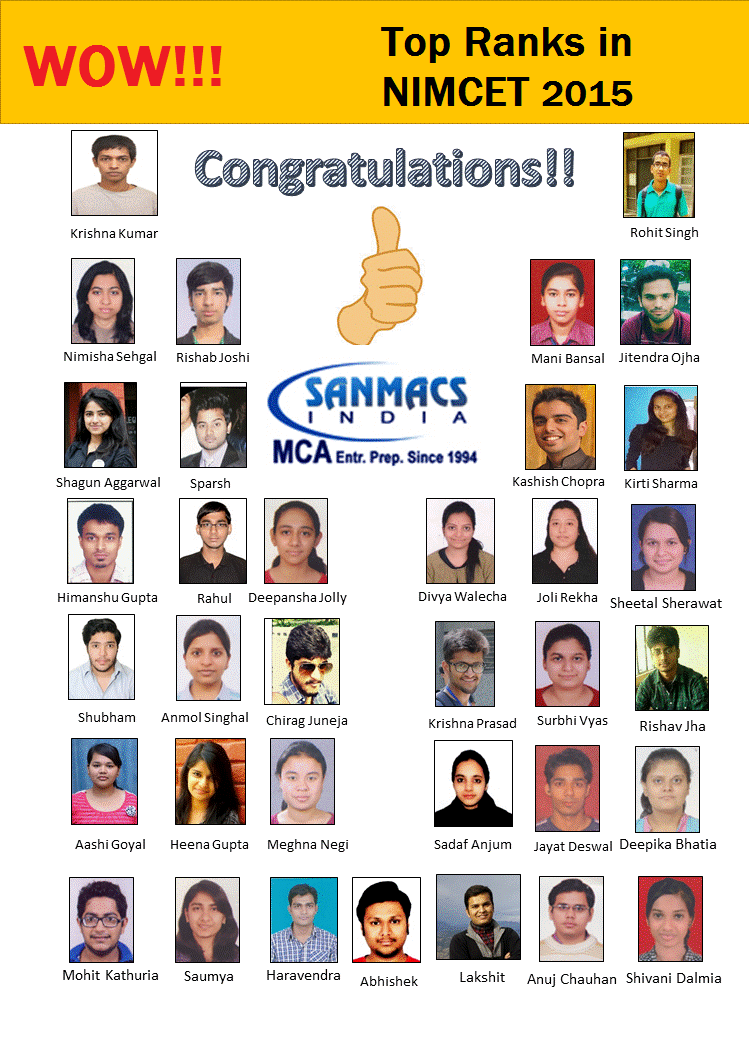 WOW!!!
Top Ranks in
NIMCET 2015
Congratulations!!
Krishna Kumar
Rohit Singh
Nimisha Sehgal
Rishab Joshi
Mani Bansal
Jitendra Ojha
SANMACS
INDIA
MCA Entr. Prep. Since 1994
Shagun Aggarwal
Sparsh
Kashish Chopra
Kirti Sharma
Himanshu Gupta
Rahul
Deepansha Jolly
Divya Walecha
Joli Rekha
Sheetal Sherawat
Shubham
Anmol Singhal
Chirag Juneja
Krishna Prasad
Surbhi Vyas
Rishav Jha
Aashi Goyal
Heena Gupta
Meghna Negi
Sadaf Anjum
Jayat Deswal
Deepika Bhatia
Mohit Kathuria
Saumya
Haravendra
Abhishek
Lakshit
Anuj Chauhan
Shivani Dalmia